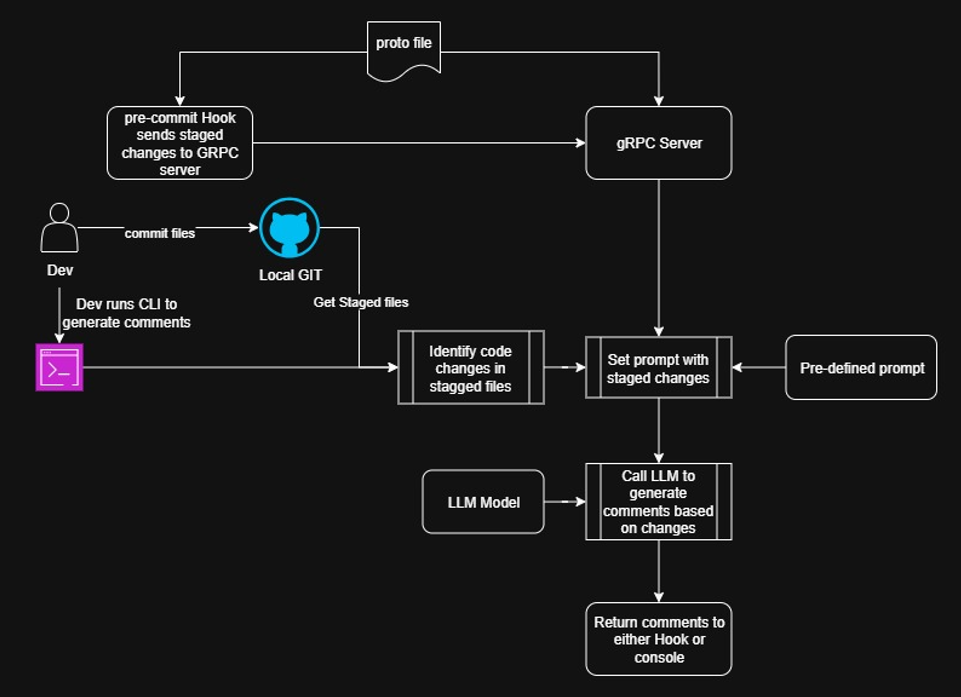 proto file
pre-commit Hook
sends staged
changes to GRPC
server
gRPC Server
commit files
Dev
Local GIT
Dev runs CLI to
generate comments
Get Staged files
>_
Identify code
changes in
stagged files
Set prompt with
staged changes
Pre-defined prompt
LLM Model
Call LLM to
generate
comments based
on changes
Return comments to
either Hook or
console